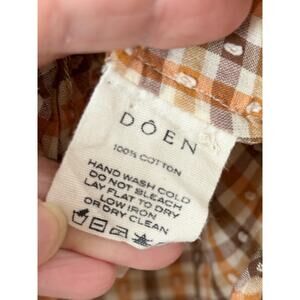 DÔEN
100% COTTON
HAND WASH COLD
DO NOT BLEACH
LAY FLAT TO DRY
LOW IRON
OR DRY CLEAN